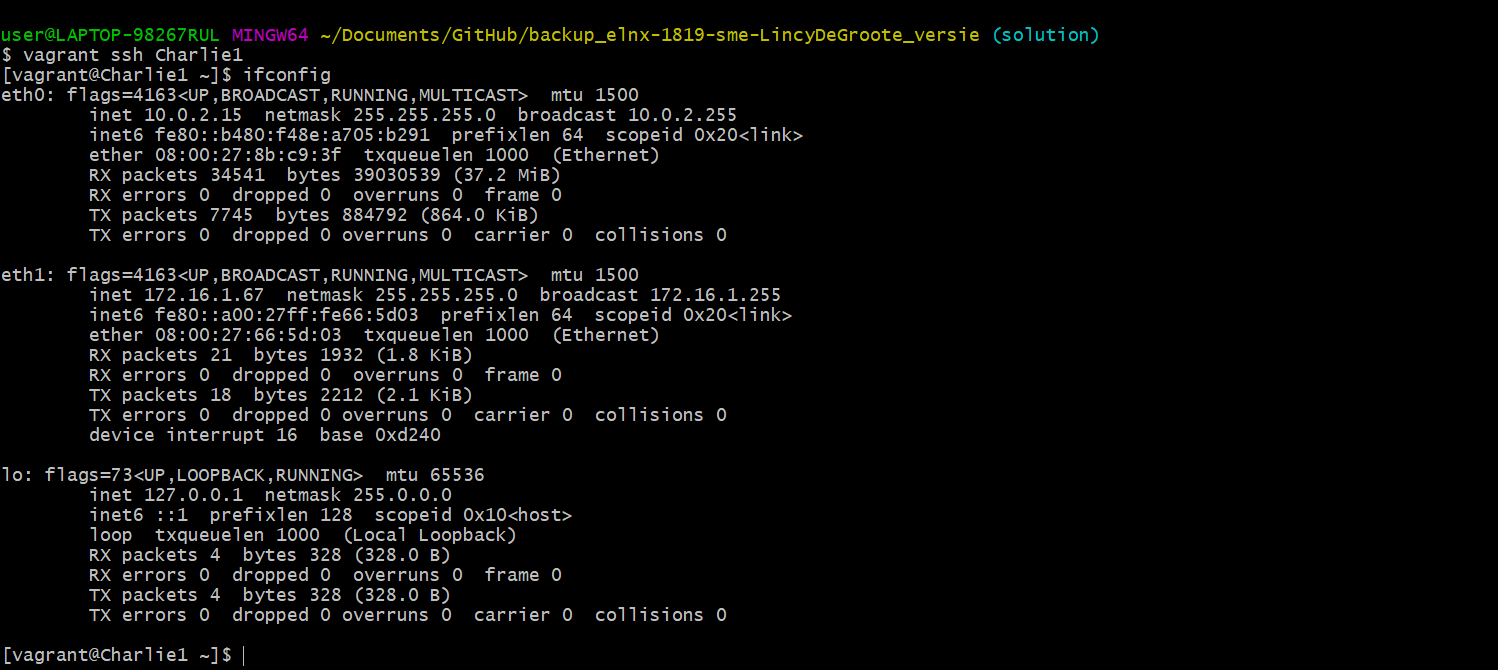 user@LAPTOP-98267RUL MINGW64 ~/Documents/GitHub/backup_elnx-1819-sme-LincyDeGroote_versie (solution)
$ vagrant ssh Charlie1
[vagrant@Charlie1 ~]$ ifconfig
eth0: flags=4163<UP,BROADCAST,RUNNING,MULTICAST>  mtu 1500
        inet 10.0.2.15  netmask 255.255.255.0  broadcast 10.0.2.255
        inet6 fe80::b480:f48e:a705:b291  prefixlen 64  scopeid 0x20<link>
        ether 08:00:27:8b:c9:3f  txqueuelen 1000  (Ethernet)
        RX packets 34541  bytes 39030539 (37.2 MiB)
        RX errors 0  dropped 0  overruns 0  frame 0
        TX packets 7745  bytes 884792 (864.0 KiB)
        TX errors 0  dropped 0 overruns 0  carrier 0  collisions 0
eth1: flags=4163<UP,BROADCAST,RUNNING,MULTICAST>  mtu 1500
        inet 172.16.1.67  netmask 255.255.255.0  broadcast 172.16.1.255
        inet6 fe80::a00:27ff:fe66:5d03  prefixlen 64  scopeid 0x20<link>
        ether 08:00:27:66:5d:03  txqueuelen 1000  (Ethernet)
        RX packets 21  bytes 1932 (1.8 KiB)
        RX errors 0  dropped 0  overruns 0  frame 0
        TX packets 18  bytes 2212 (2.1 KiB)
        TX errors 0  dropped 0 overruns 0  carrier 0  collisions 0
        device interrupt 16  base 0xd240
lo: flags=73<UP,LOOPBACK,RUNNING>  mtu 65536
        inet 127.0.0.1  netmask 255.0.0.0
        inet6 ::1  prefixlen 128  scopeid 0x10<host>
        loop  txqueuelen 1000  (Local Loopback)
        RX packets 4  bytes 328 (328.0 B)
        RX errors 0  dropped 0  overruns 0  frame 0
        TX packets 4  bytes 328 (328.0 B)
        TX errors 0  dropped 0 overruns 0  carrier 0  collisions 0
[vagrant@Charlie1 ~]$